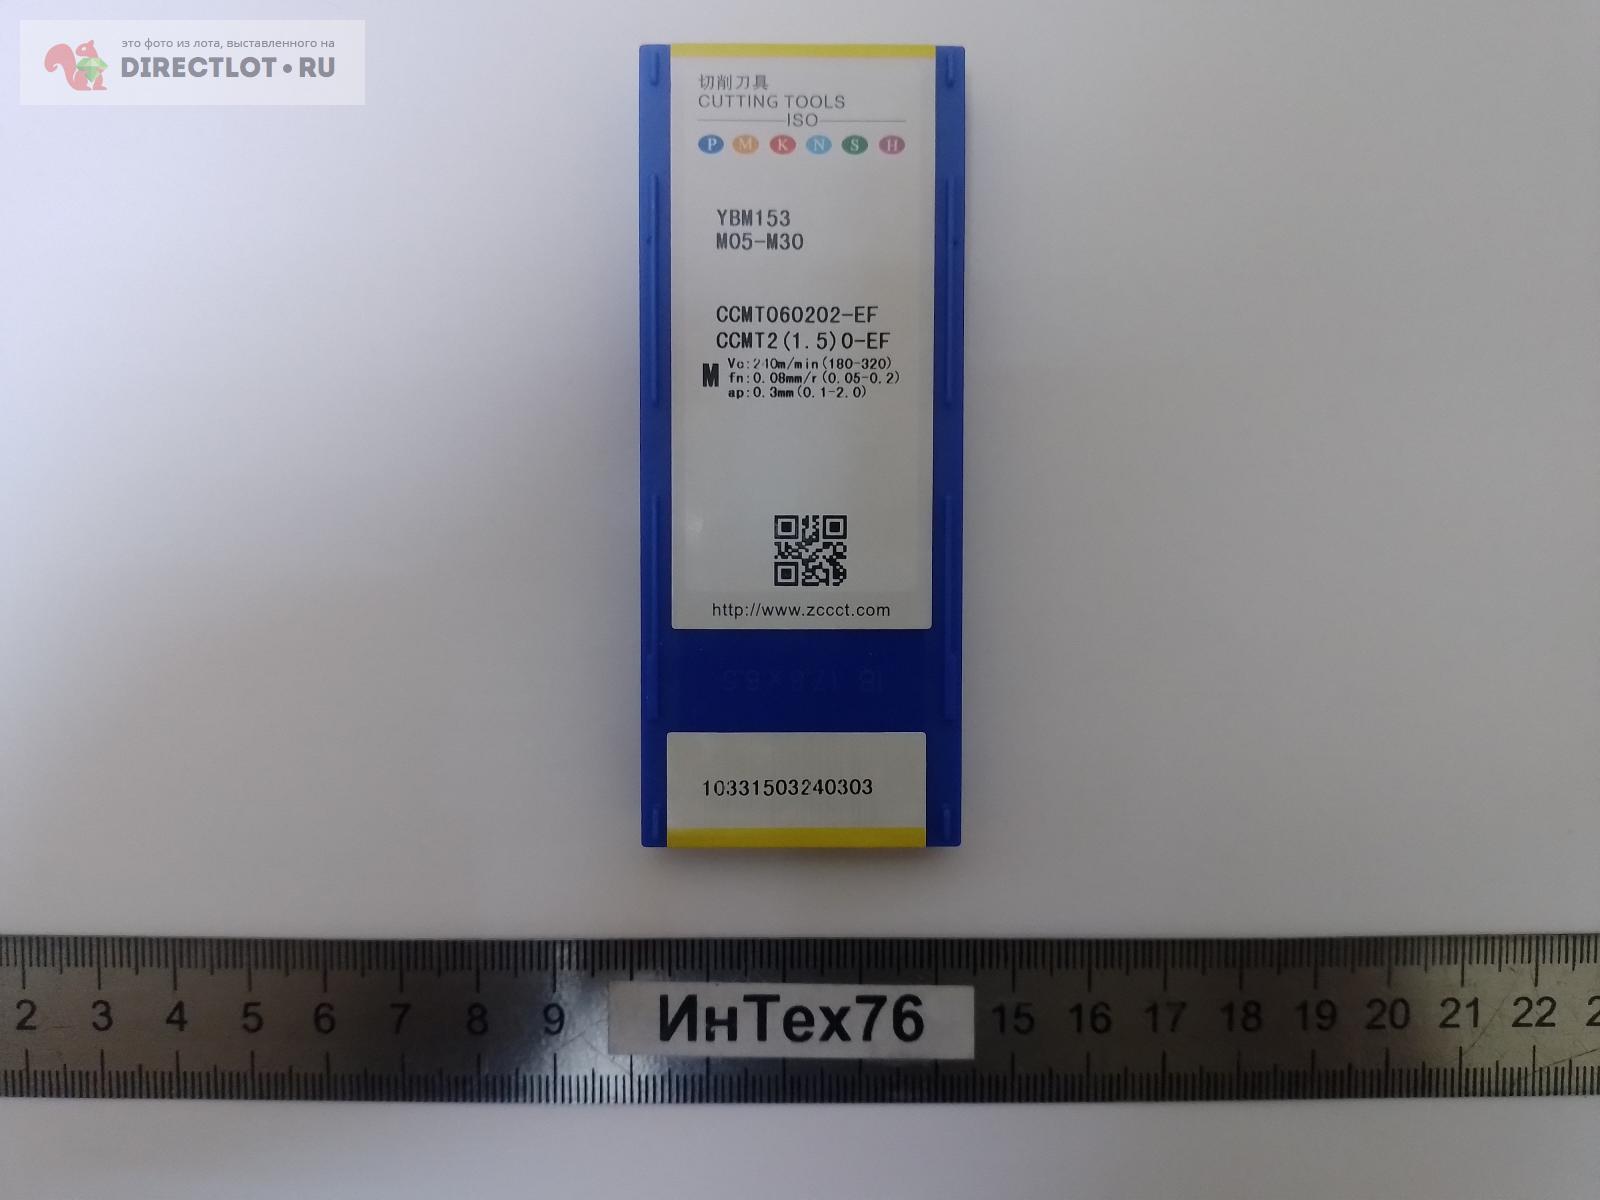 это фото из лота, выставленного на
DIRECTLOT•RU
切削刀具
CUTTING TOOLS
ISO
P M K N S H
YBM153
M05-M30
CCMT060202-EF
CCMT2(1.5)0-EF
M
Vc:240m/min(180-320)
fn:0.08mm/r(0.05-0.2)
ap:0.3mm(0.1-2.0)
http://www.zccct.com
10331503240303
2 3 4 5 6 7 8 9 ИнТех76 15 16 17 18 19 20 21 22